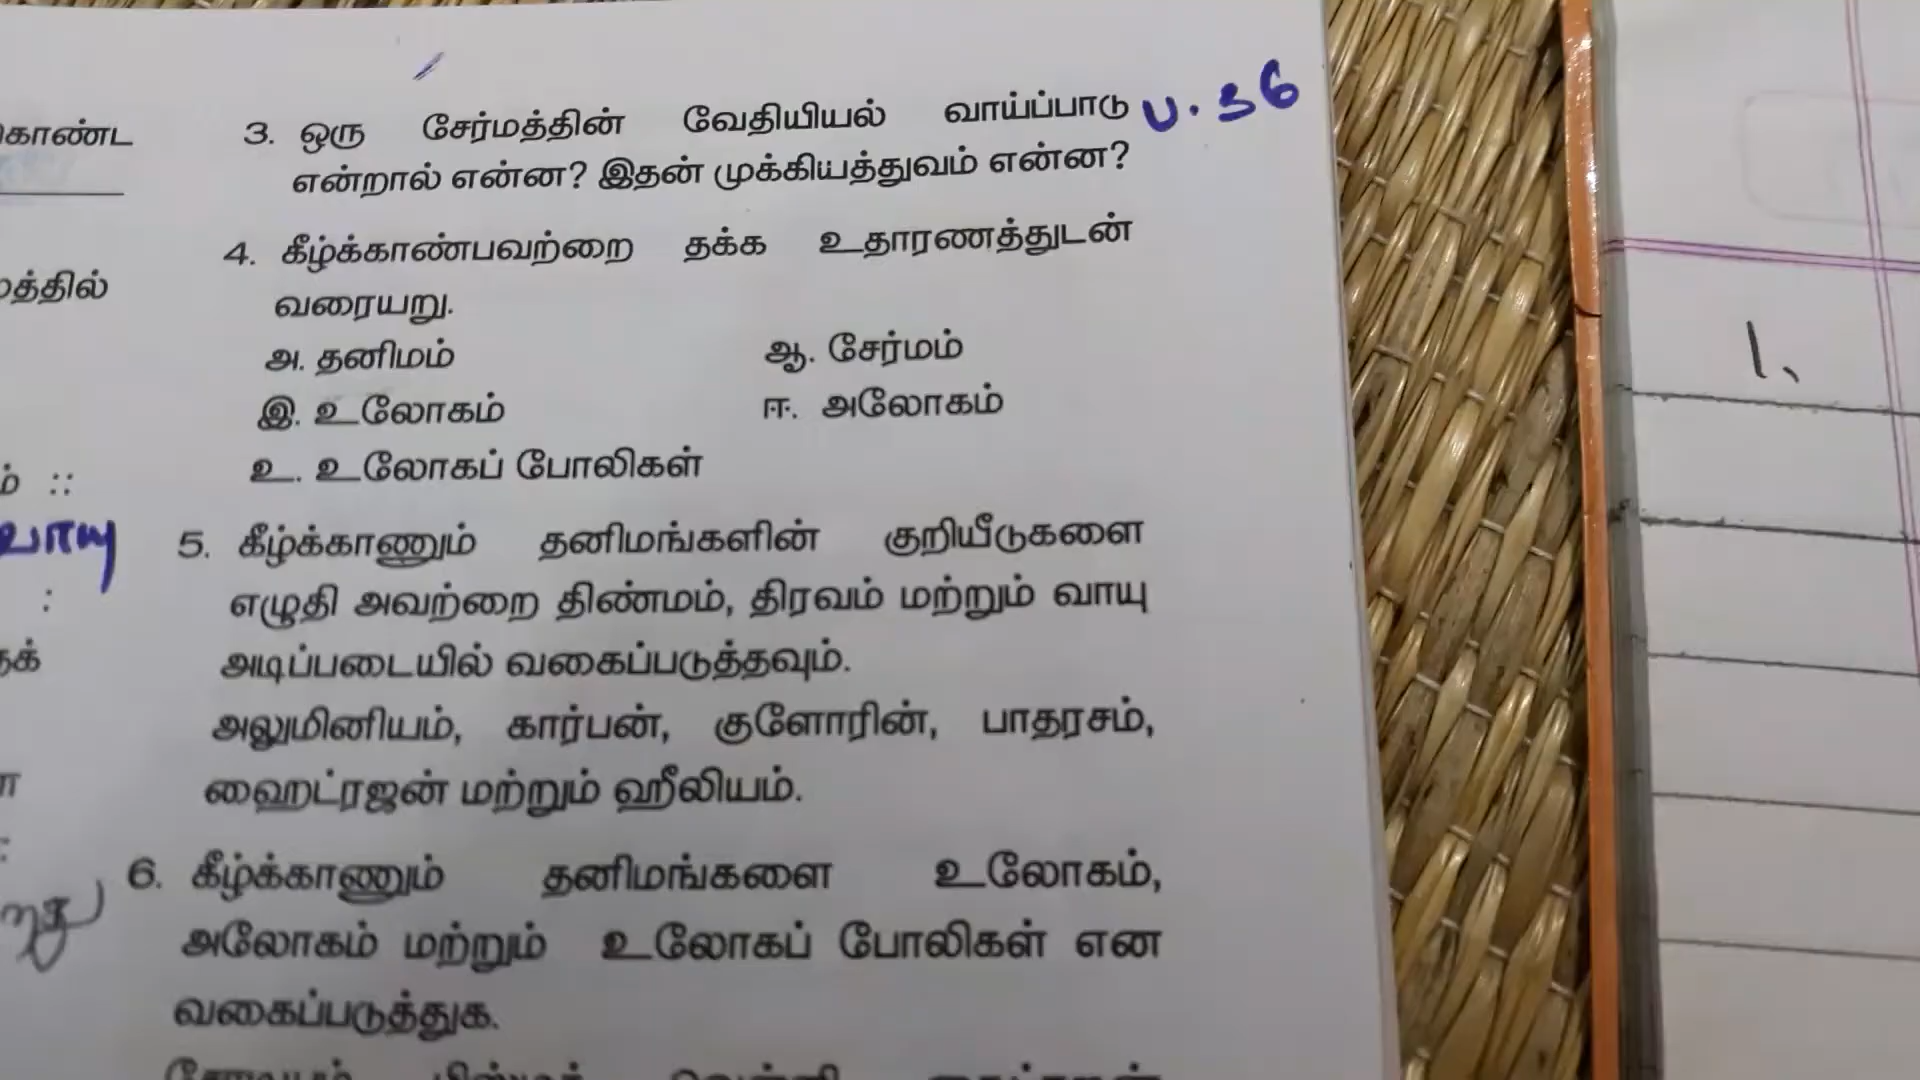 கொண்ட
த்தில்
ம் ::
வாயு
:
3. ஒரு சேர்மத்தின் வேதியியல் வாய்ப்பாடு ப. 36
என்றால் என்ன? இதன் முக்கியத்துவம் என்ன?
4. கீழ்க்காண்பவற்றை தக்க உதாரணத்துடன்
வரையறு.
அ. தனிமம் ஆ. சேர்மம்
இ. உலோகம் ஈ. அலோகம்
உ. உலோகப் போலிகள்
5. கீழ்க்காணும் தனிமங்களின் குறியீடுகளை
எழுதி அவற்றை திண்மம், திரவம் மற்றும் வாயு
அடிப்படையில் வகைப்படுத்தவும்.
அலுமினியம், கார்பன், குளோரின், பாதரசம்,
ஹைட்ரஜன் மற்றும் ஹீலியம்.
6. கீழ்க்காணும் தனிமங்களை உலோகம்,
அலோகம் மற்றும் உலோகப் போலிகள் என
வகைப்படுத்துக.
1.